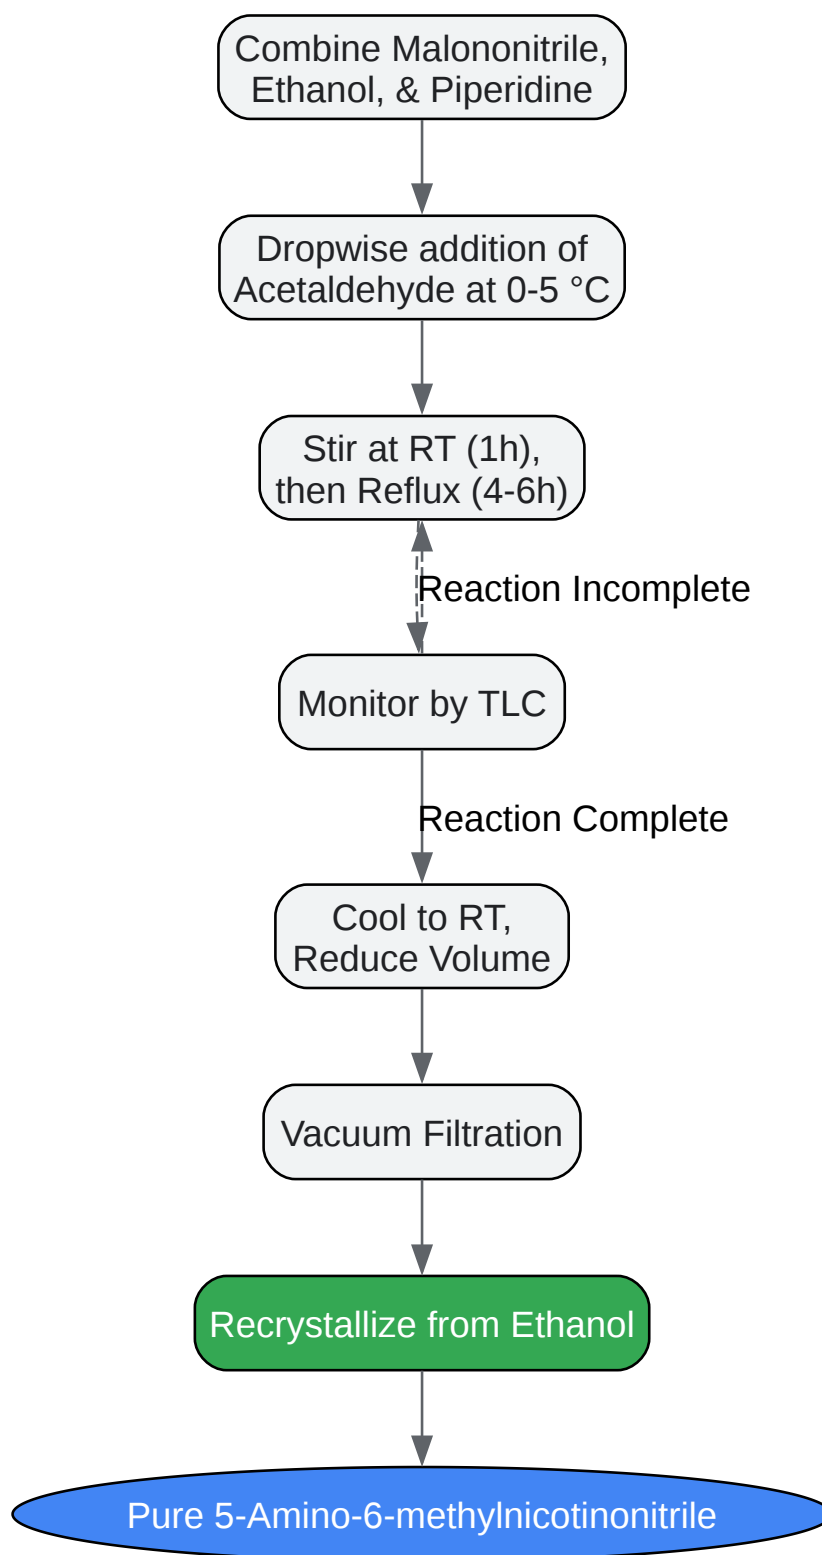 Combine Malononitrile,
Ethanol, & Piperidine
Dropwise addition of
Acetaldehyde at 0-5 °C
Stir at RT (1h),
then Reflux (4-6h)
Reaction Incomplete
Monitor by TLC
Reaction Complete
Cool to RT,
Reduce Volume
Vacuum Filtration
Recrystallize from Ethanol
Pure 5-Amino-6-methylnicotinonitrile